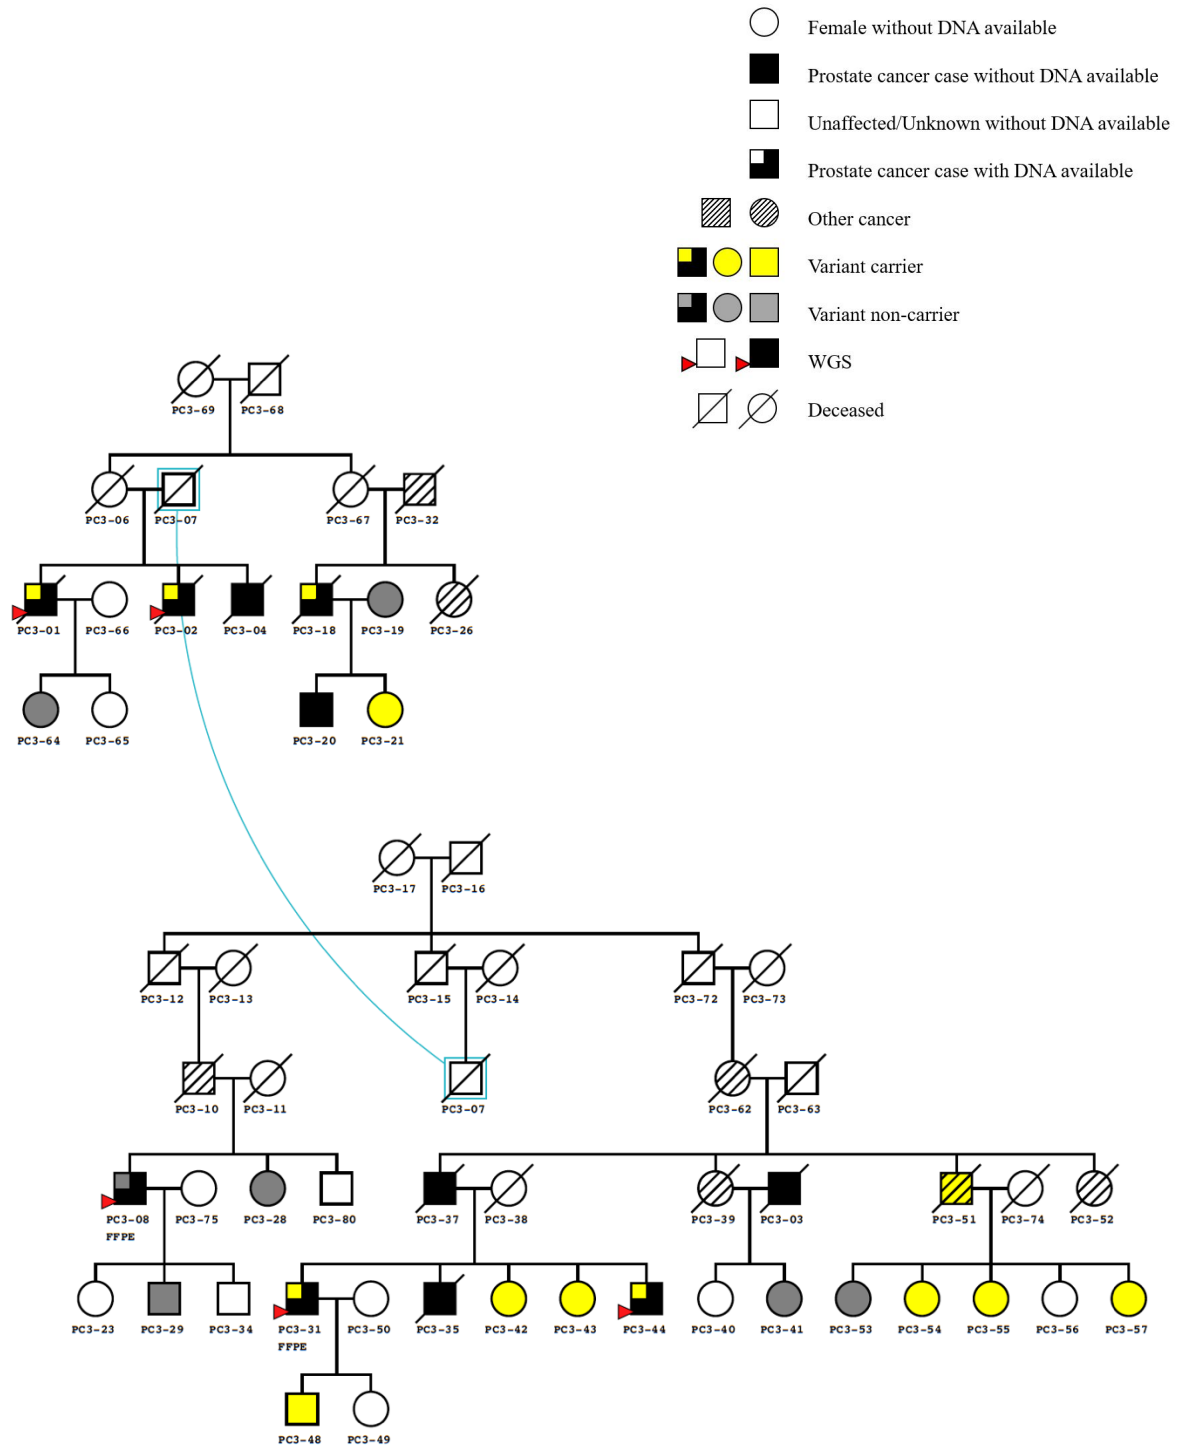 Female without DNA available
Prostate cancer case without DNA available
Unaffected/Unknown without DNA available
Prostate cancer case with DNA available
Other cancer
Variant carrier
Variant non-carrier
WGS
Deceased
PC3-69 PC3-68
PC3-06 PC3-07 PC3-67 PC3-32
PC3-01 PC3-66 PC3-02 PC3-04 PC3-18 PC3-19 PC3-26
PC3-64 PC3-65 PC3-20 PC3-21
PC3-17 PC3-16
PC3-12 PC3-13 PC3-15 PC3-14 PC3-72 PC3-73
PC3-10 PC3-11 PC3-07 PC3-62 PC3-63
PC3-08 PC3-75 PC3-28 PC3-80 PC3-37 PC3-38 PC3-39 PC3-03 PC3-51 PC3-74 PC3-52
FFPE
PC3-23 PC3-29 PC3-34 PC3-31 PC3-50 PC3-35 PC3-42 PC3-43 PC3-44 PC3-40 PC3-41 PC3-53 PC3-54 PC3-55 PC3-56 PC3-57
FFPE
PC3-48 PC3-49